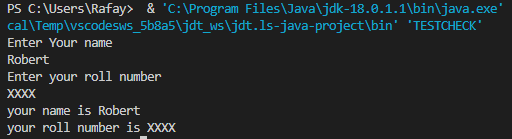 PS C:\Users\Rafay>  & 'C:\Program Files\Java\jdk-18.0.1.1\bin\java.exe'
cal\Temp\vscodesws_5b8a5\jdt_ws\jdt.ls-java-project\bin' 'TESTCHECK'
Enter Your name
Robert
Enter your roll number
XXXX
your name is Robert
your roll number is XXXX